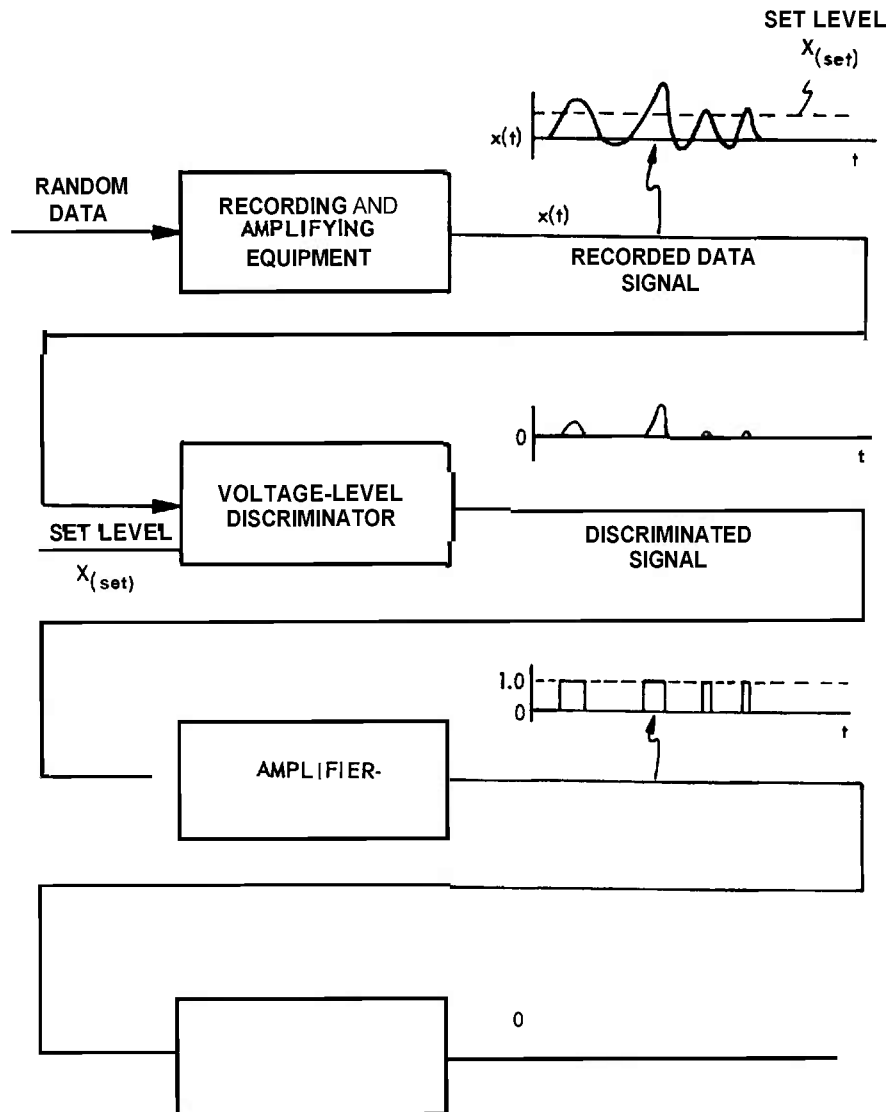 SET LEVEL
X(set)
x(t)
t
RANDOM
DATA
RECORDING AND
AMPLIFYING
EQUIPMENT
x(t)
RECORDED DATA
SIGNAL
0
t
VOLTAGE-LEVEL
DISCRIMINATOR
SET LEVEL
X(set)
DISCRIMINATED
SIGNAL
1.0
0
t
AMPLIFIER-
0